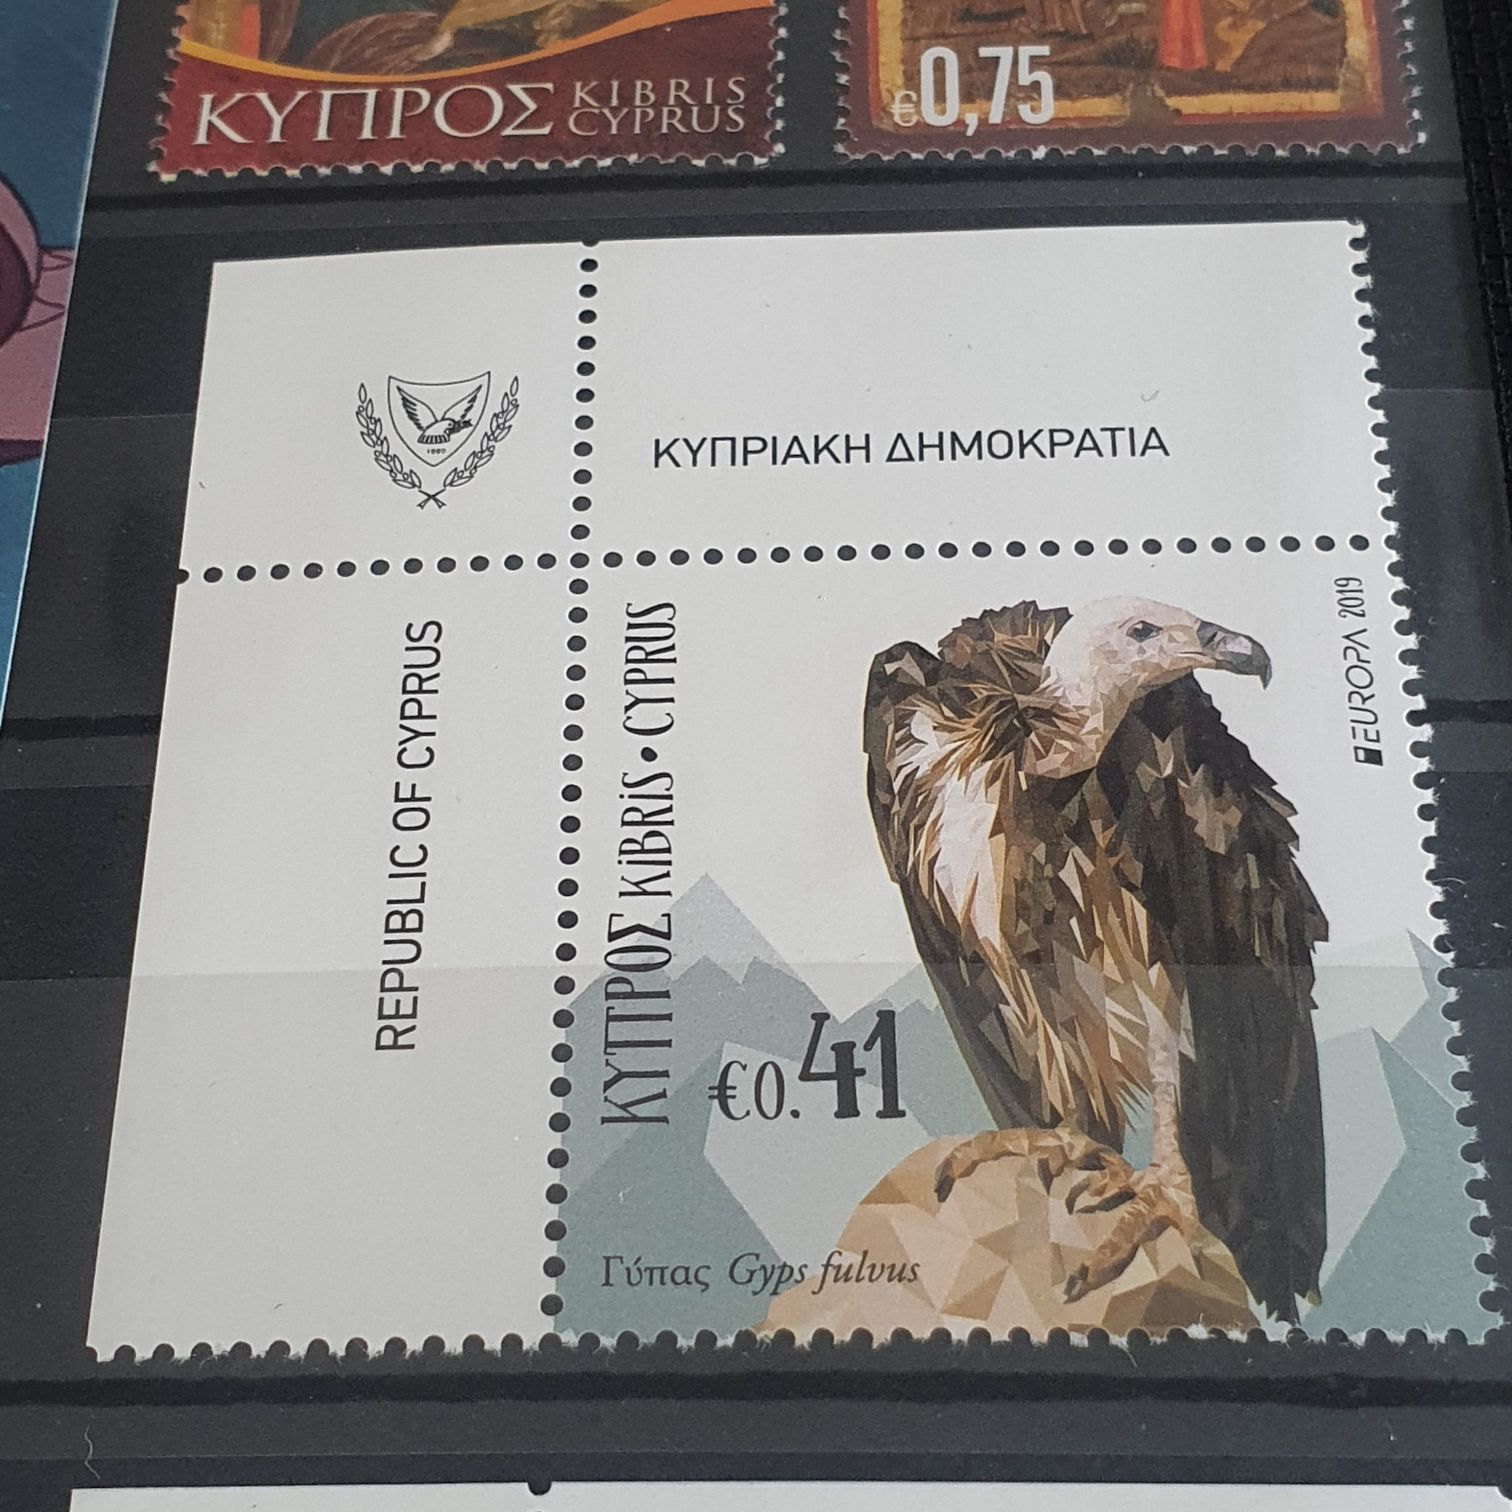 ΚΥΠΡΟΣ KIBRIS
CYPRUS
€0,75
1960
ΚΥΠΡΙΑΚΗ ΔΗΜΟΚΡΑΤΙΑ
REPUBLIC OF CYPRUS
ΚΥΠΡΟΣ KiBRiS • CYPRUS
EUROPA 2019
€0.41
Γύπας Gyps fulvus